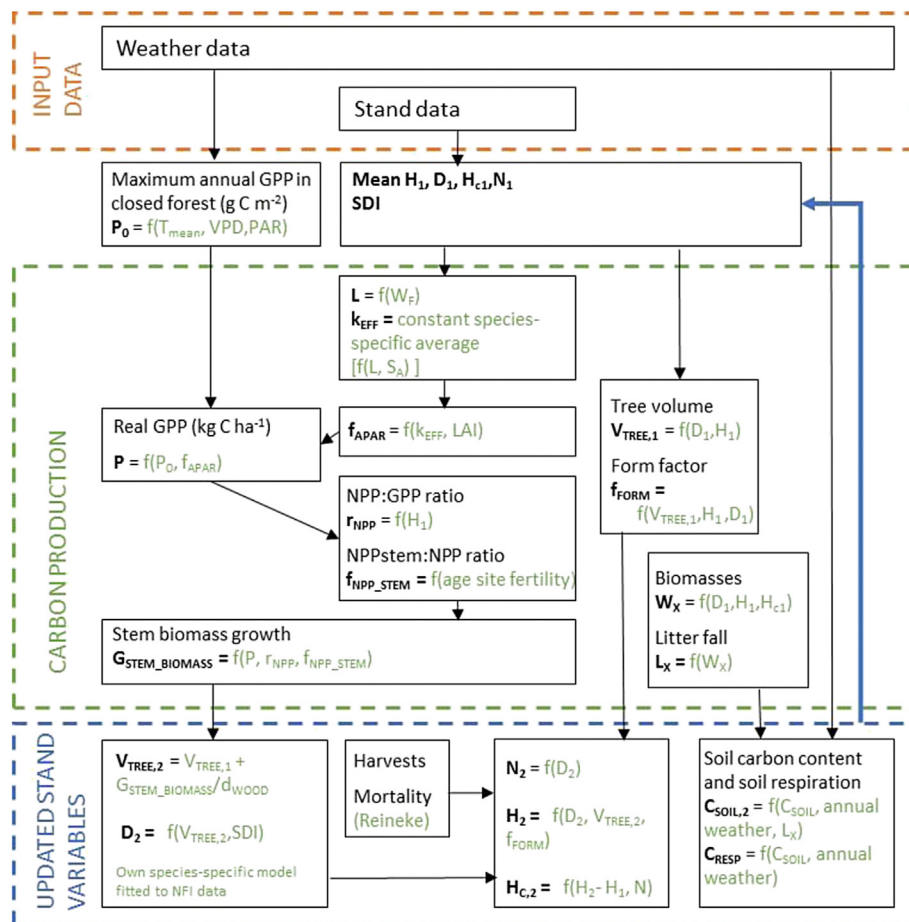 INPUT
DATA
Weather data
Stand data
Maximum annual GPP in
closed forest (g C m⁻²)
P₀ = f(Tmean, VPD,PAR)
Mean H₁, D₁, Hc1,N₁
SDI
CARBON PRODUCTION
L = f(WF)
kEFF = constant species-
specific average
[f(L, SA) ]
Real GPP (kg C ha⁻¹)
P = f(P₀, fAPAR)
fAPAR = f(kEFF, LAI)
Tree volume
VTREE,1 = f(D₁,H₁)
Form factor
fFORM =
f(VTREE,1,H₁,D₁)
NPP:GPP ratio
rNPP = f(H₁)
NPPstem:NPP ratio
fNPP_STEM = f(age site fertility)
Biomasses
WX = f(D₁,H₁,Hc1)
Litter fall
LX = f(WX)
Stem biomass growth
GSTEM_BIOMASS = f(P, rNPP, fNPP_STEM)
UPDATED STAND
VARIABLES
VTREE,2 = VTREE,1 +
GSTEM_BIOMASS/dWOOD
D₂ = f(VTREE,2,SDI)
Own species-specific model
fitted to NFI data
Harvests
Mortality
(Reineke)
N₂ = f(D₂)
H₂ = f(D₂, VTREE,2,
fFORM)
HC,2 = f(H₂- H₁, N)
Soil carbon content
and soil respiration
CSOIL,2 = f(CSOIL, annual
weather, LX)
CRESP = f(CSOIL, annual
weather)